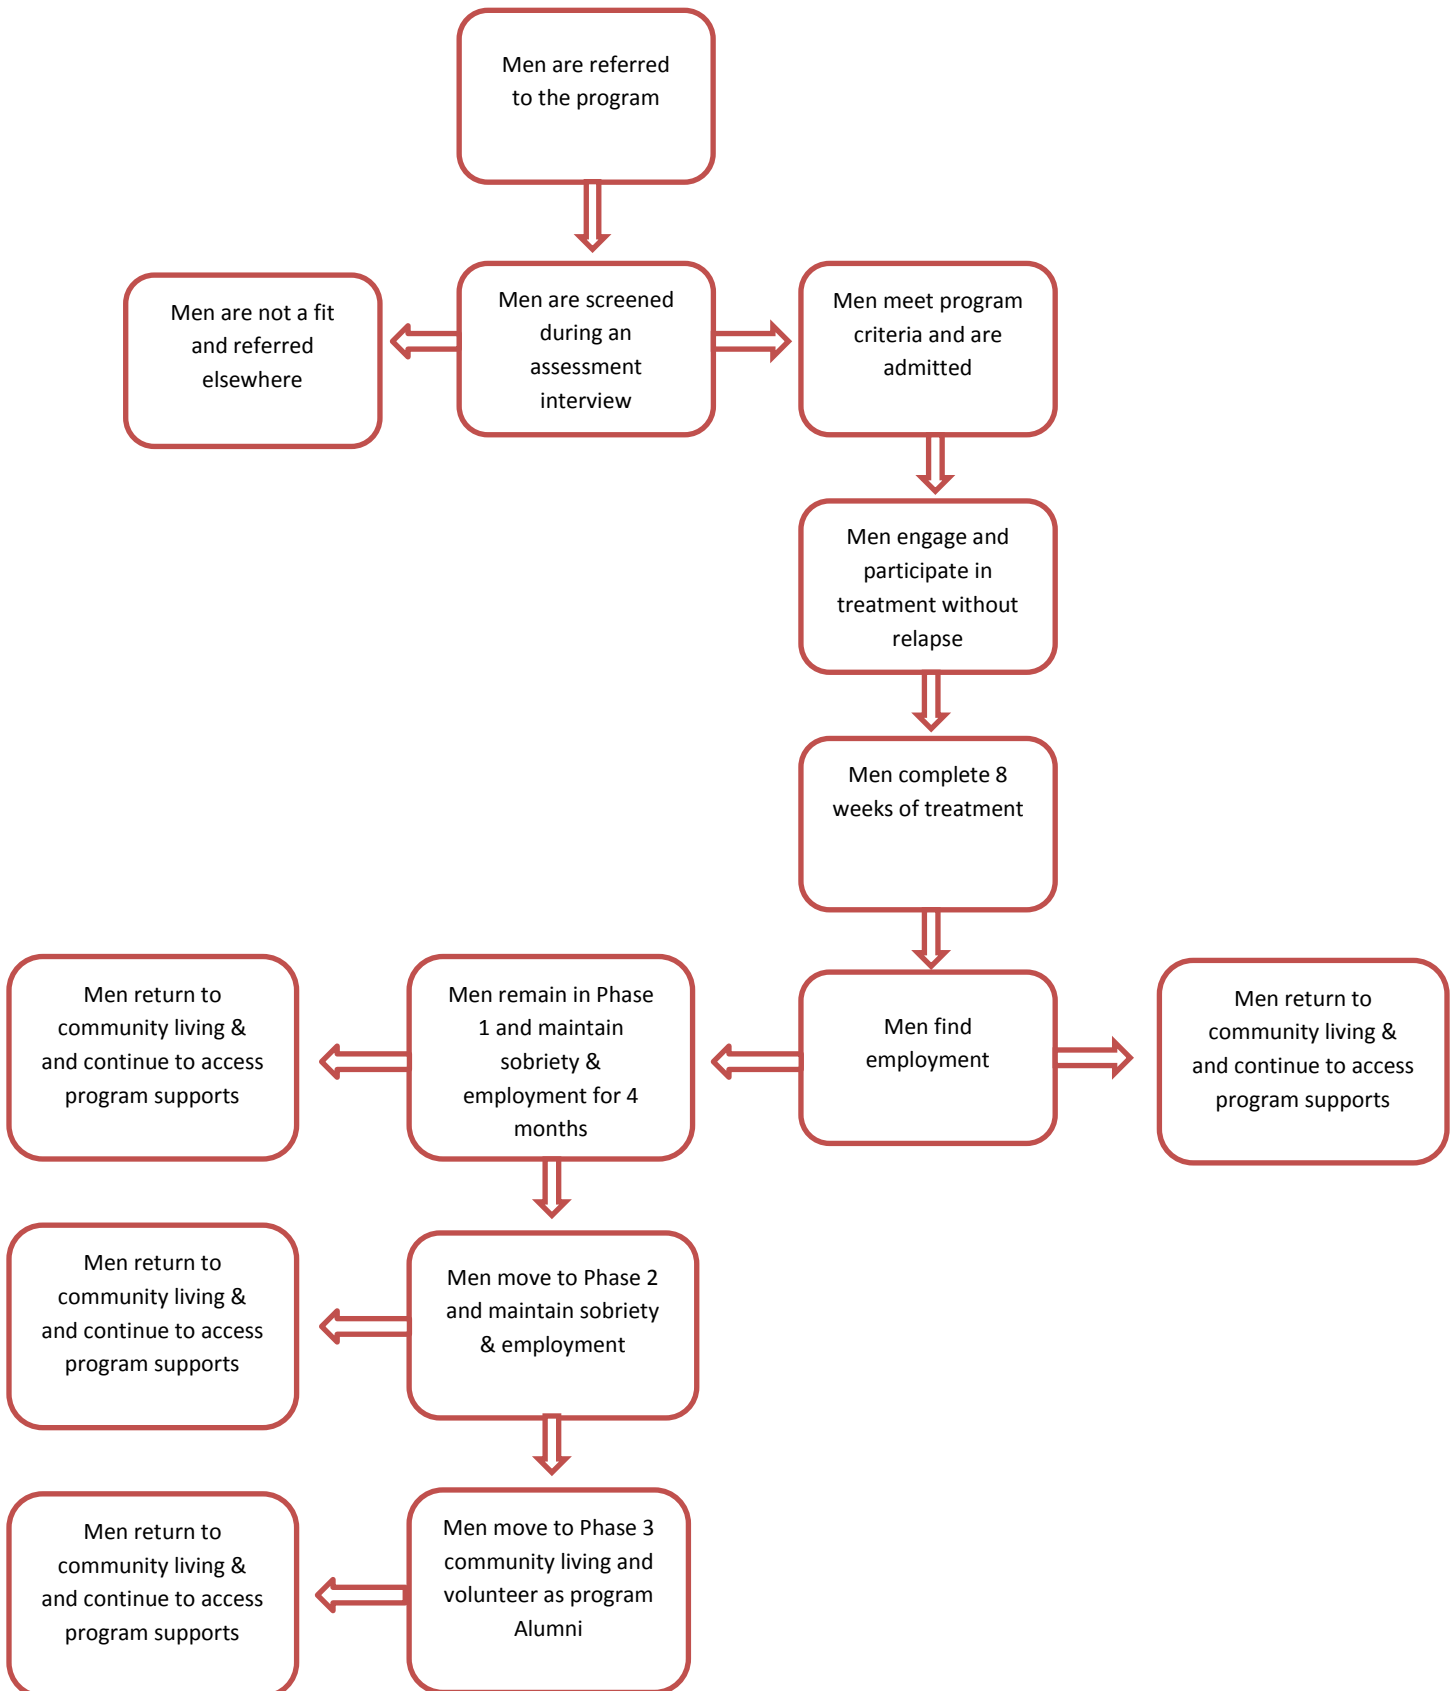 Men are referred
to the program
Men are not a fit
and referred
elsewhere
Men are screened
during an
assessment
interview
Men meet program
criteria and are
admitted
Men engage and
participate in
treatment without
relapse
Men complete 8
weeks of treatment
Men return to
community living &
and continue to access
program supports
Men remain in Phase
1 and maintain
sobriety &
employment for 4
months
Men find
employment
Men return to
community living &
and continue to access
program supports
Men return to
community living &
and continue to access
program supports
Men move to Phase 2
and maintain sobriety
& employment
Men return to
community living &
and continue to access
program supports
Men move to Phase 3
community living and
volunteer as program
Alumni